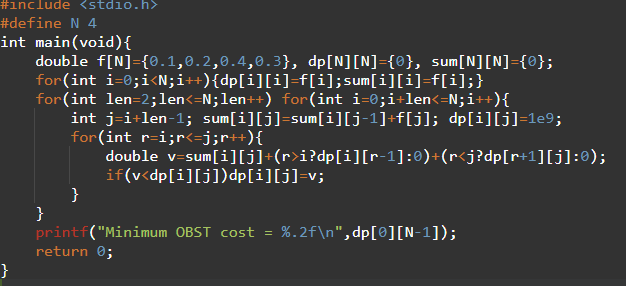 #include <stdio.h>
#define N 4
int main(void){
    double f[N]={0.1,0.2,0.4,0.3}, dp[N][N]={0}, sum[N][N]={0};
    for(int i=0;i<N;i++){dp[i][i]=f[i];sum[i][i]=f[i];}
    for(int len=2;len<=N;len++) for(int i=0;i+len<=N;i++){
        int j=i+len-1; sum[i][j]=sum[i][j-1]+f[j]; dp[i][j]=1e9;
        for(int r=i;r<=j;r++){
            double v=sum[i][j]+(r>i?dp[i][r-1]:0)+(r<j?dp[r+1][j]:0);
            if(v<dp[i][j])dp[i][j]=v;
        }
    }
    printf("Minimum OBST cost = %.2f\n",dp[0][N-1]);
    return 0;
}